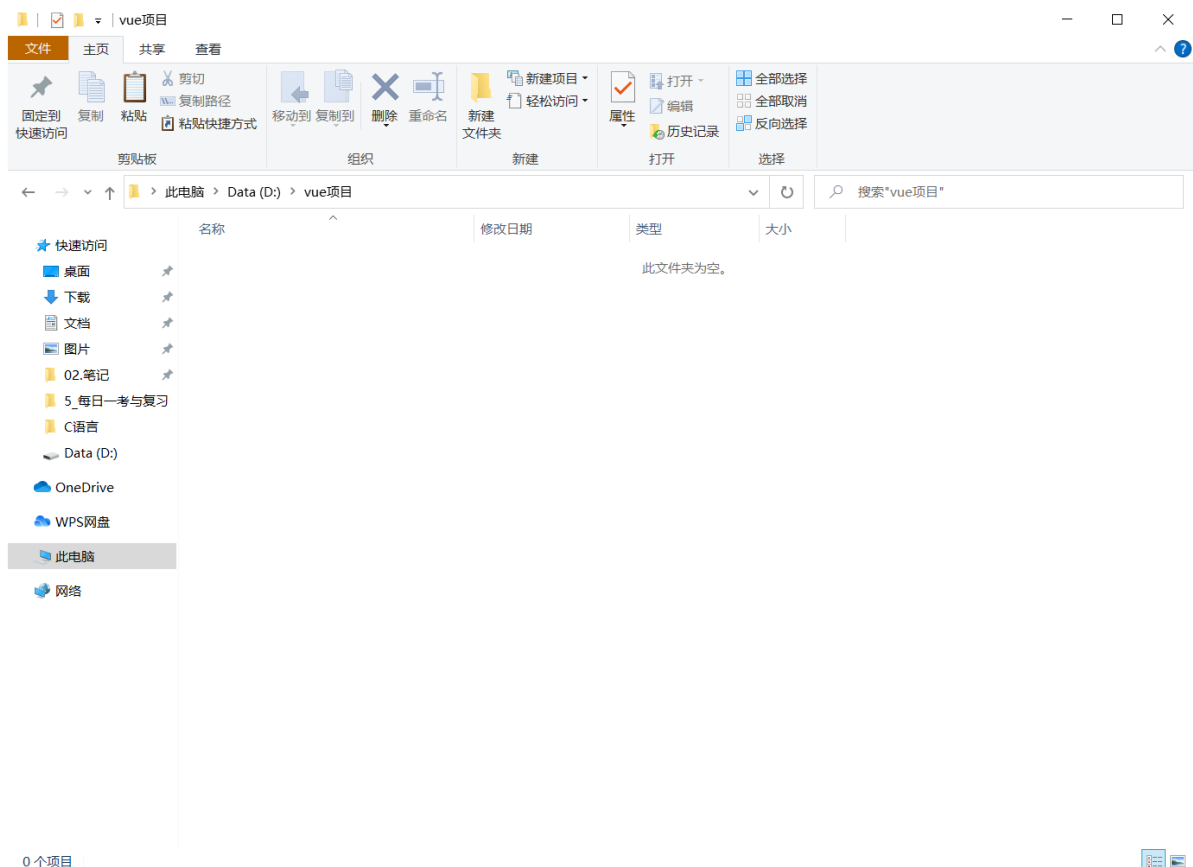 vue项目
文件 主页 共享 查看
固定到
快速访问
复制
粘贴
剪切
复制路径
粘贴快捷方式
剪贴板
移动到 复制到 删除 重命名
组织
新建
文件夹
新建项目
轻松访问
新建
属性
打开
编辑
历史记录
打开
全部选择
全部取消
反向选择
选择
此电脑 Data (D:) vue项目
搜索"vue项目"
名称 修改日期 类型 大小
此文件夹为空。
快速访问
桌面
下载
文档
图片
02.笔记
5_每日一考与复习
C语言
Data (D:)
OneDrive
WPS网盘
此电脑
网络
0 个项目